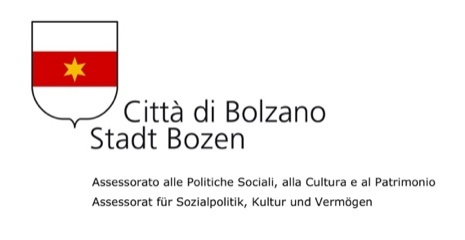 Città di Bolzano
Stadt Bozen
Assessorato alle Politiche Sociali, alla Cultura e al Patrimonio
Assessorat für Sozialpolitik, Kultur und Vermögen